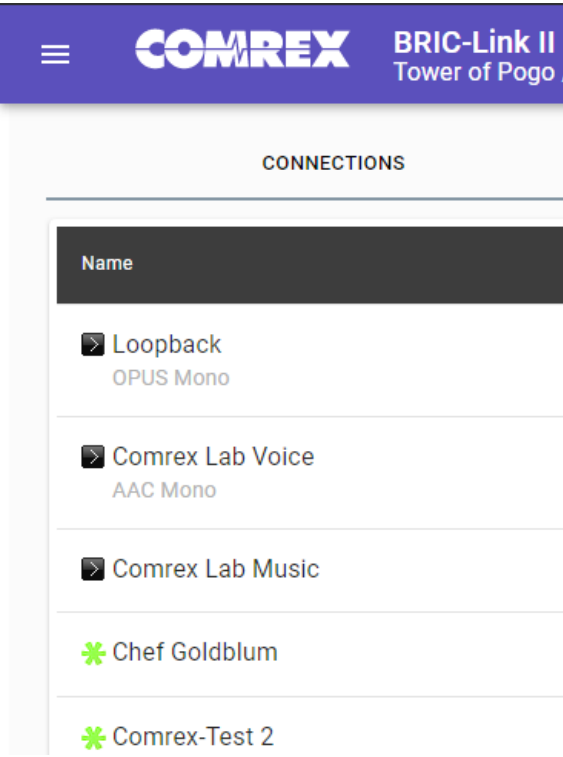 COMREX
BRIC-Link II
Tower of Pogo
CONNECTIONS
Name
Loopback
OPUS Mono
Comrex Lab Voice
AAC Mono
Comrex Lab Music
Chef Goldblum
Comrex-Test 2